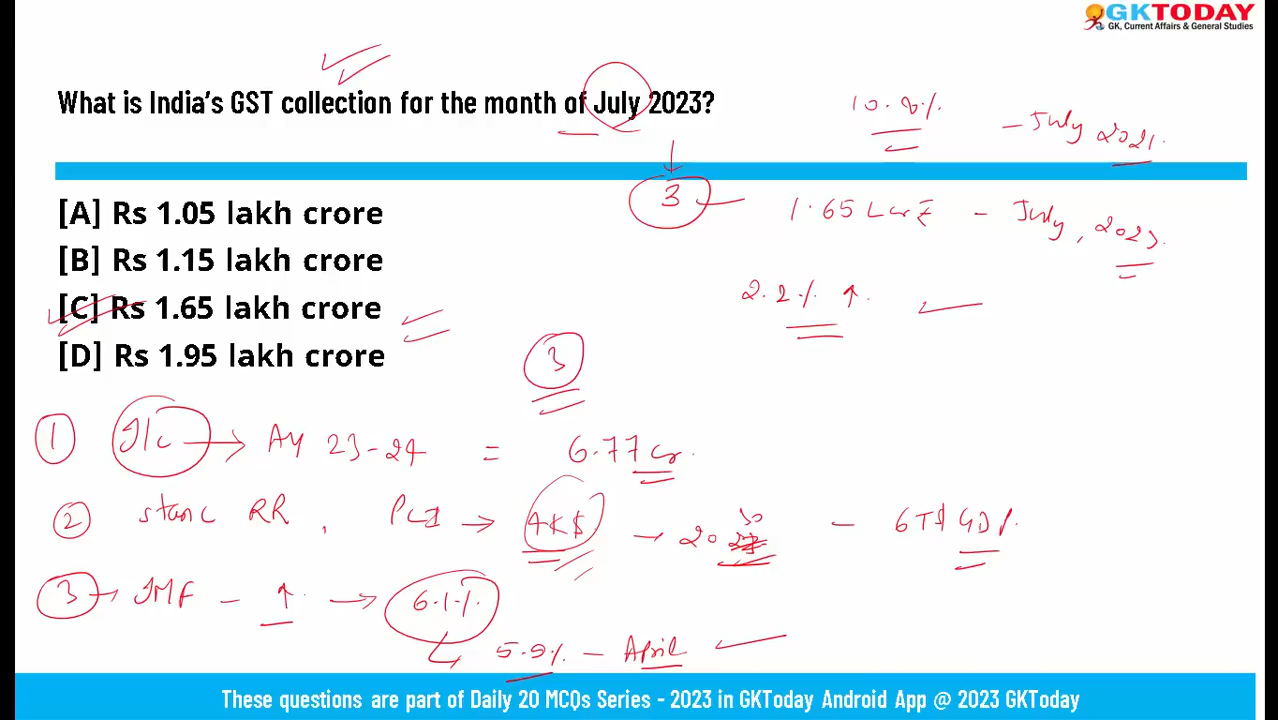 GKTODAY
GK, Current Affairs & General Studies
What is India's GST collection for the month of July 2023?
10.8% - July 2021.
3 - 1.65 L Cr ₹ - July, 2023.
[A] Rs 1.05 lakh crore
[B] Rs 1.15 lakh crore
[C] Rs 1.65 lakh crore
[D] Rs 1.95 lakh crore
2.2% ↑
3
1 → AY 23-24 = 6.77 Cr.
2 stanc RR, PCI → 4K$ → 2030 - 6T$ GDP.
3 → IMF - ↑ → 6.1%
5.9% - April
These questions are part of Daily 20 MCQs Series - 2023 in GKToday Android App @ 2023 GKToday